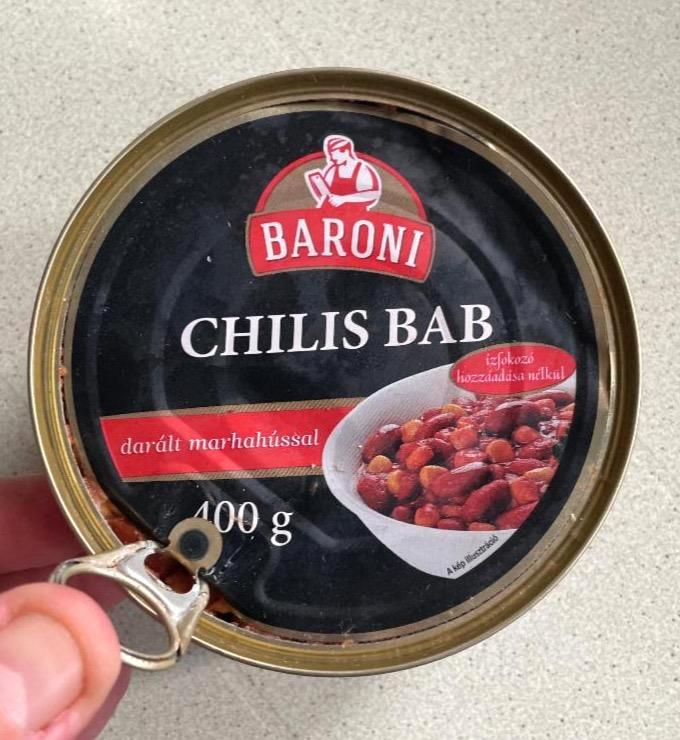 BARONI
CHILIS BAB
ízfokozó
hozzáadása nélkül
darált marhahússal
400 g
A kép illusztráció